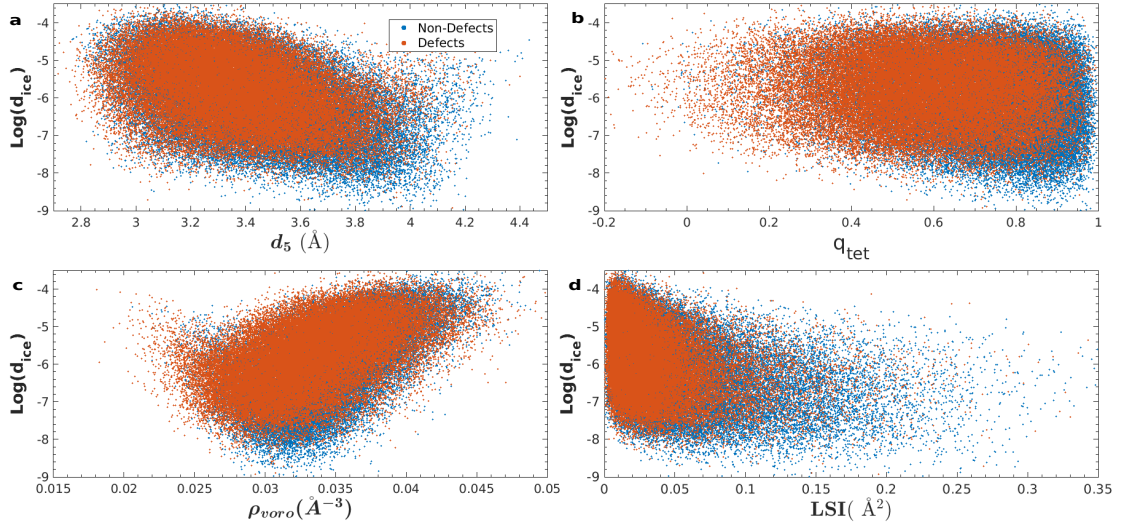 a
-4
-5
-6
-7
-8
-9
Log(d_ice)
2.8 3 3.2 3.4 3.6 3.8 4 4.2 4.4
d_5 (Å)
Non-Defects
Defects
b
-4
-5
-6
-7
-8
-9
Log(d_ice)
-0.2 0 0.2 0.4 0.6 0.8 1
q_tet
c
-4
-5
-6
-7
-8
-9
Log(d_ice)
0.015 0.02 0.025 0.03 0.035 0.04 0.045 0.05
ρ_voro(Å^−3)
d
-4
-5
-6
-7
-8
-9
Log(d_ice)
0 0.05 0.1 0.15 0.2 0.25 0.3 0.35
LSI( Å^2)